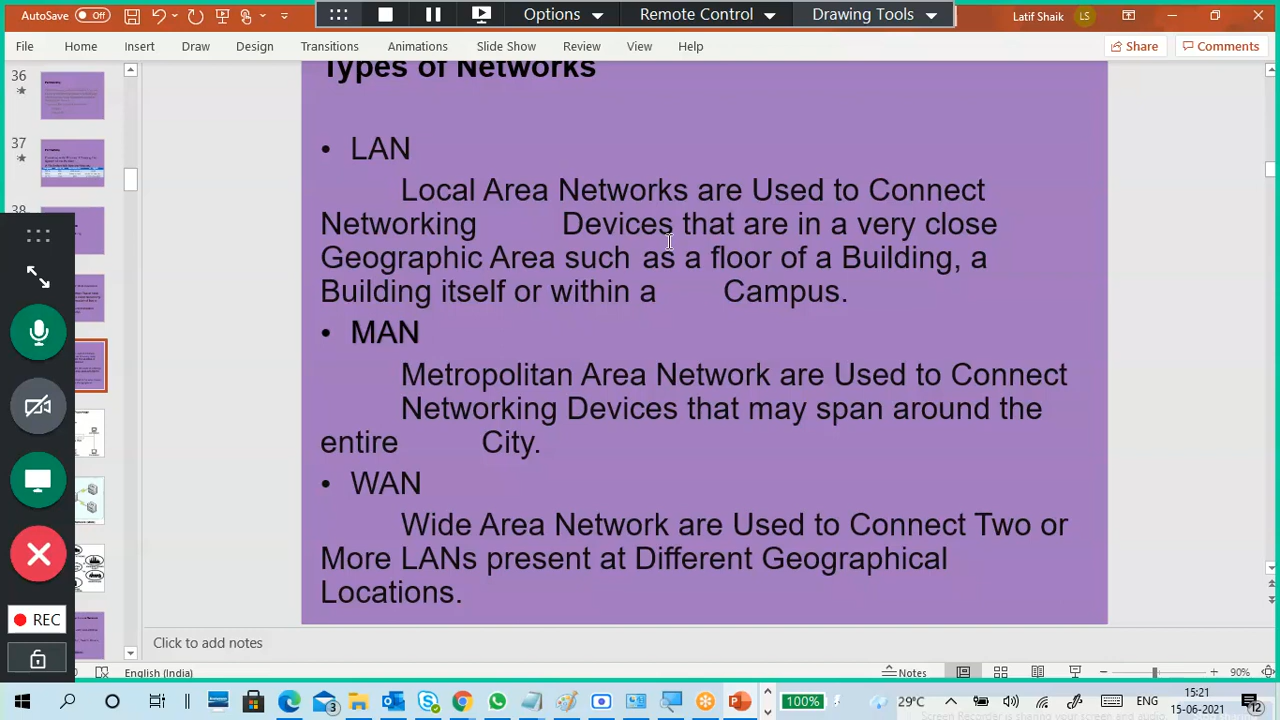 AutoSave Off
Options
Remote Control
Drawing Tools
Latif Shaik
LS
File Home Insert Draw Design Transitions Animations Slide Show Review View Help
Share
Comments
36
37
38
Types of Networks
• LAN
Local Area Networks are Used to Connect
Networking Devices that are in a very close
Geographic Area such as a floor of a Building, a
Building itself or within a Campus.
• MAN
Metropolitan Area Network are Used to Connect
Networking Devices that may span around the
entire City.
• WAN
Wide Area Network are Used to Connect Two or
More LANs present at Different Geographical
Locations.
REC
Click to add notes
English (India)
Notes
90%
3
100%
29°C
ENG
15:21
15-06-2021
12